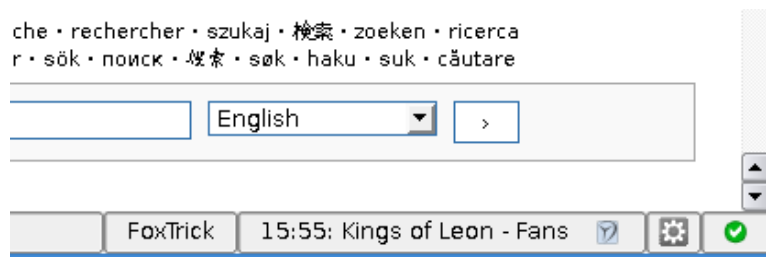 che · rechercher · szukaj · 検索 · zoeken · ricerca
r · sök · поиск · 搜索 · søk · haku · suk · căutare
English >
FoxTrick 15:55: Kings of Leon - Fans